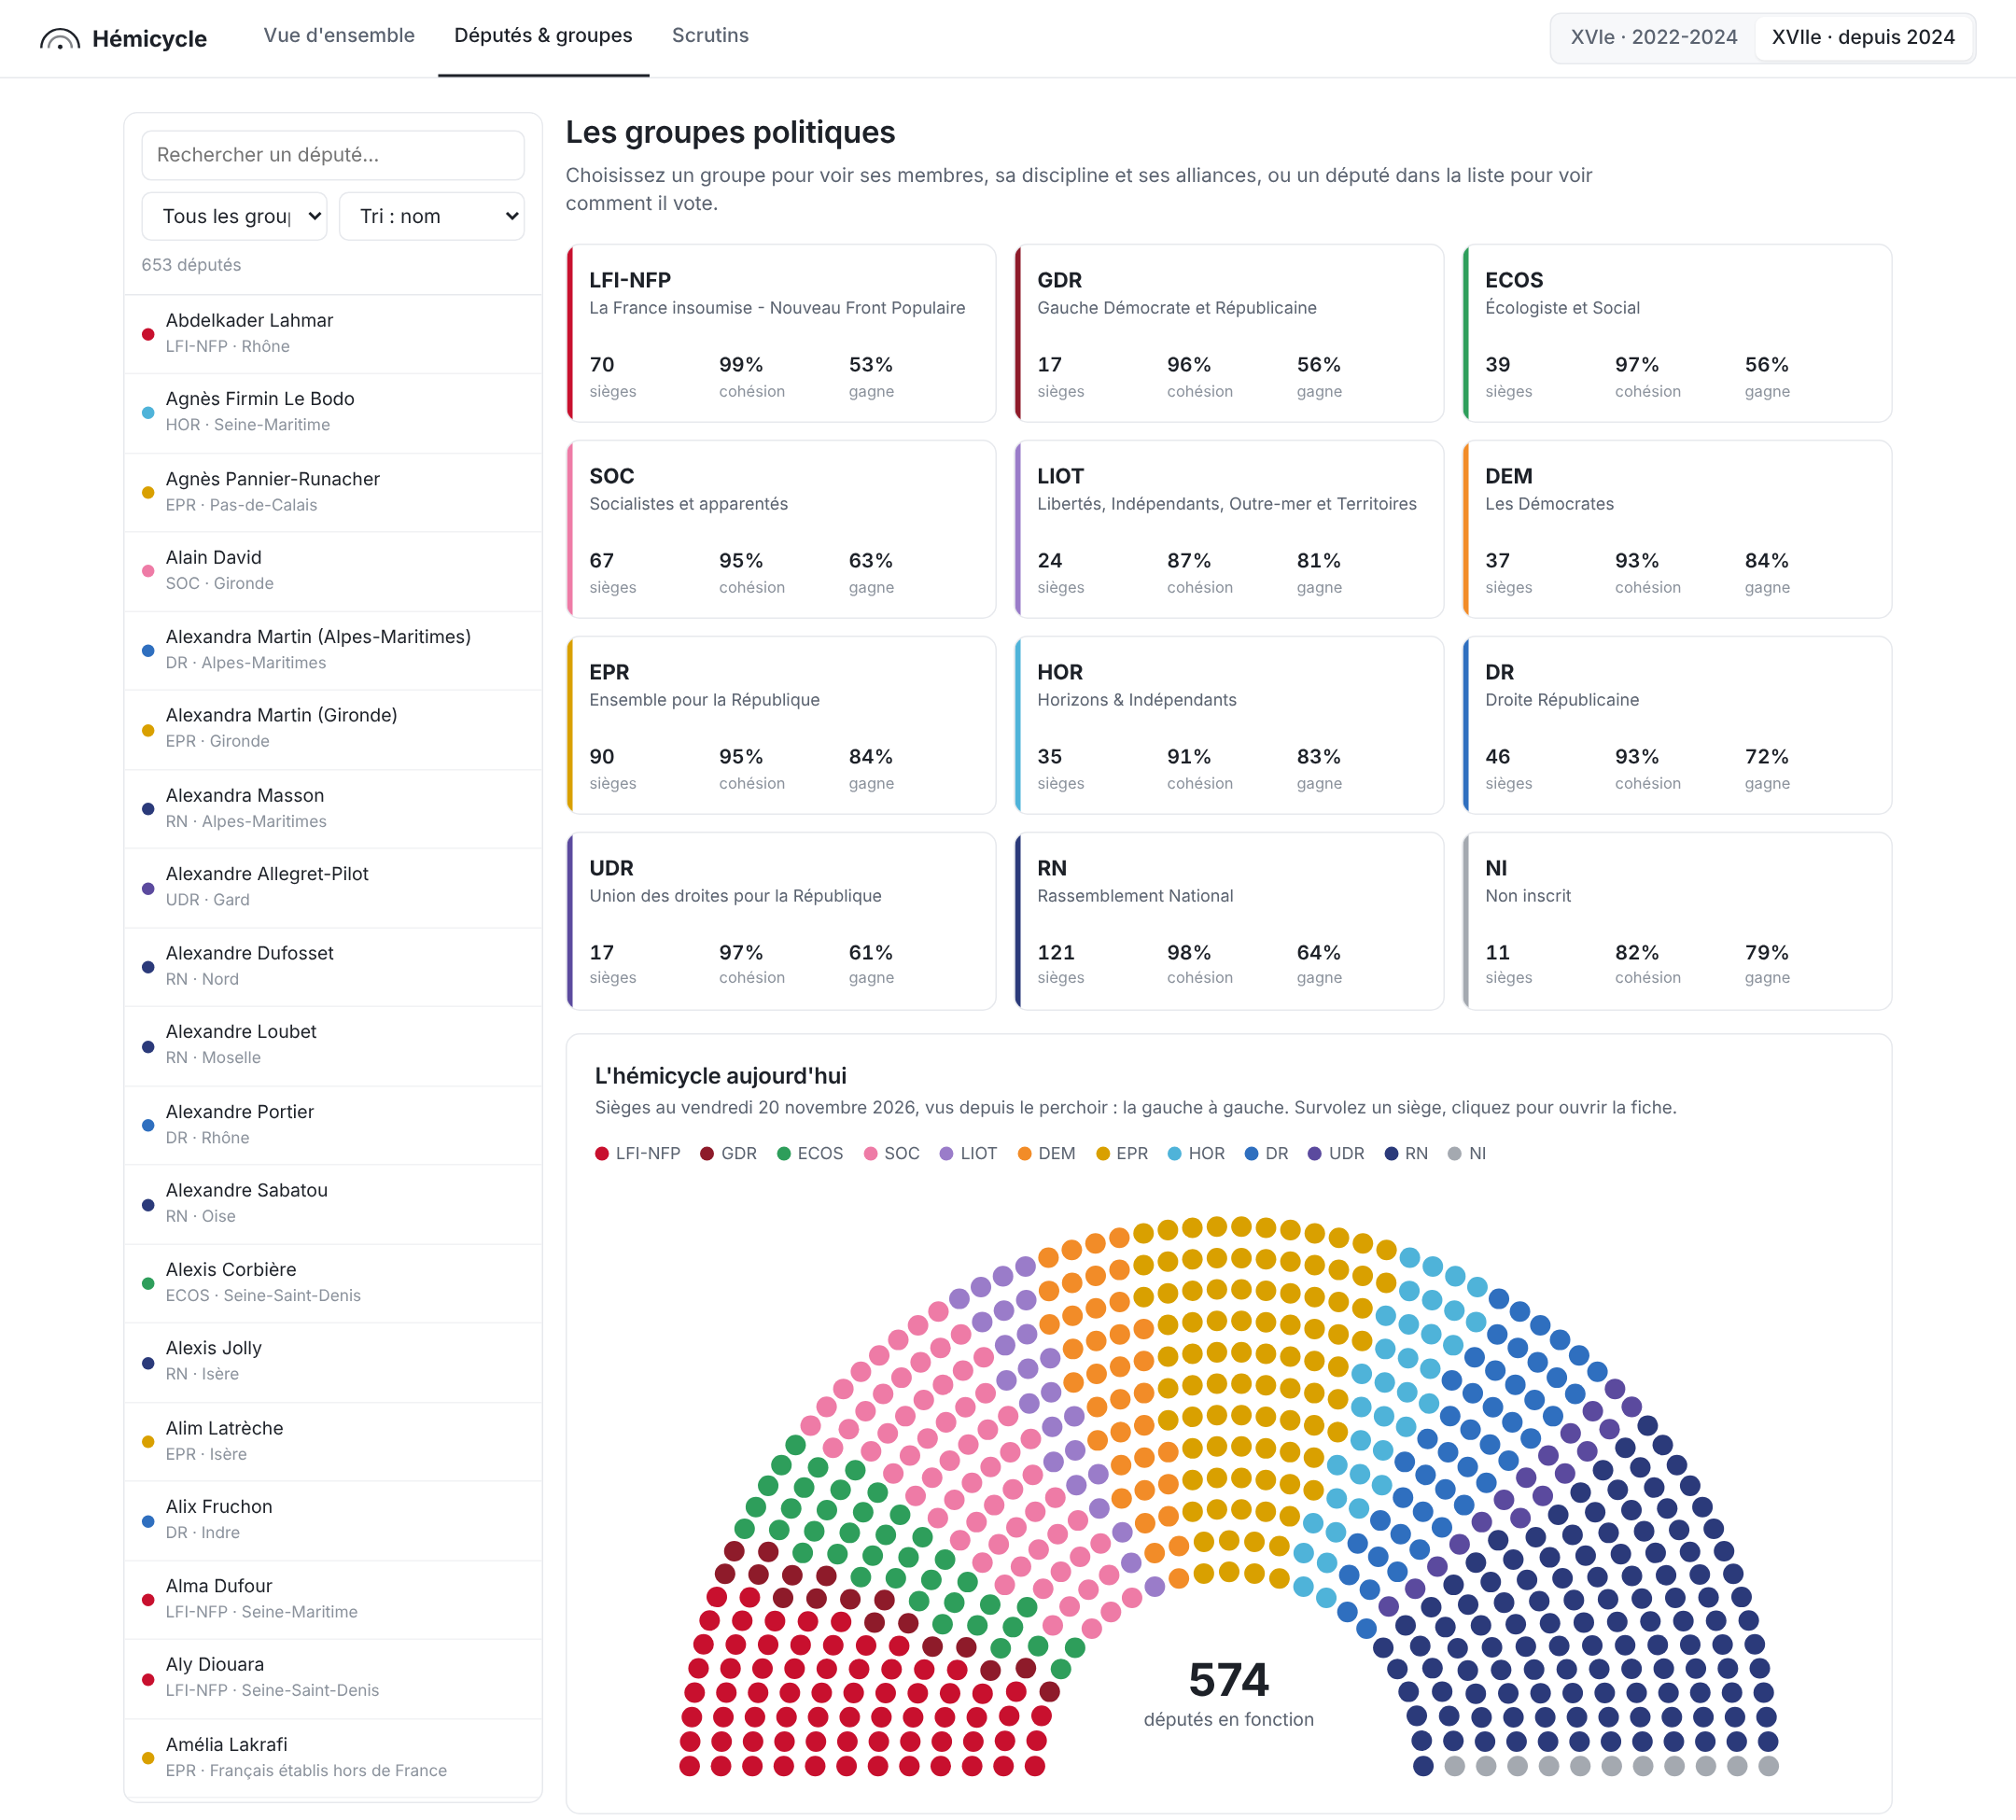 Hémicycle
Vue d'ensemble
Députés & groupes
Scrutins
XVIe · 2022-2024
XVIIe · depuis 2024
Rechercher un député...
Tous les group
Tri : nom
653 députés
Abdelkader Lahmar
LFI-NFP · Rhône
Agnès Firmin Le Bodo
HOR · Seine-Maritime
Agnès Pannier-Runacher
EPR · Pas-de-Calais
Alain David
SOC · Gironde
Alexandra Martin (Alpes-Maritimes)
DR · Alpes-Maritimes
Alexandra Martin (Gironde)
EPR · Gironde
Alexandra Masson
RN · Alpes-Maritimes
Alexandre Allegret-Pilot
UDR · Gard
Alexandre Dufosset
RN · Nord
Alexandre Loubet
RN · Moselle
Alexandre Portier
DR · Rhône
Alexandre Sabatou
RN · Oise
Alexis Corbière
ECOS · Seine-Saint-Denis
Alexis Jolly
RN · Isère
Alim Latrèche
EPR · Isère
Alix Fruchon
DR · Indre
Alma Dufour
LFI-NFP · Seine-Maritime
Aly Diouara
LFI-NFP · Seine-Saint-Denis
Amélia Lakrafi
EPR · Français établis hors de France
Les groupes politiques
Choisissez un groupe pour voir ses membres, sa discipline et ses alliances, ou un député dans la liste pour voir
comment il vote.
LFI-NFP
La France insoumise - Nouveau Front Populaire
70 99% 53%
sièges cohésion gagne
GDR
Gauche Démocrate et Républicaine
17 96% 56%
sièges cohésion gagne
ECOS
Écologiste et Social
39 97% 56%
sièges cohésion gagne
SOC
Socialistes et apparentés
67 95% 63%
sièges cohésion gagne
LIOT
Libertés, Indépendants, Outre-mer et Territoires
24 87% 81%
sièges cohésion gagne
DEM
Les Démocrates
37 93% 84%
sièges cohésion gagne
EPR
Ensemble pour la République
90 95% 84%
sièges cohésion gagne
HOR
Horizons & Indépendants
35 91% 83%
sièges cohésion gagne
DR
Droite Républicaine
46 93% 72%
sièges cohésion gagne
UDR
Union des droites pour la République
17 97% 61%
sièges cohésion gagne
RN
Rassemblement National
121 98% 64%
sièges cohésion gagne
NI
Non inscrit
11 82% 79%
sièges cohésion gagne
L'hémicycle aujourd'hui
Sièges au vendredi 20 novembre 2026, vus depuis le perchoir : la gauche à gauche. Survolez un siège, cliquez pour ouvrir la fiche.
LFI-NFP GDR ECOS SOC LIOT DEM EPR HOR DR UDR RN NI
574
députés en fonction